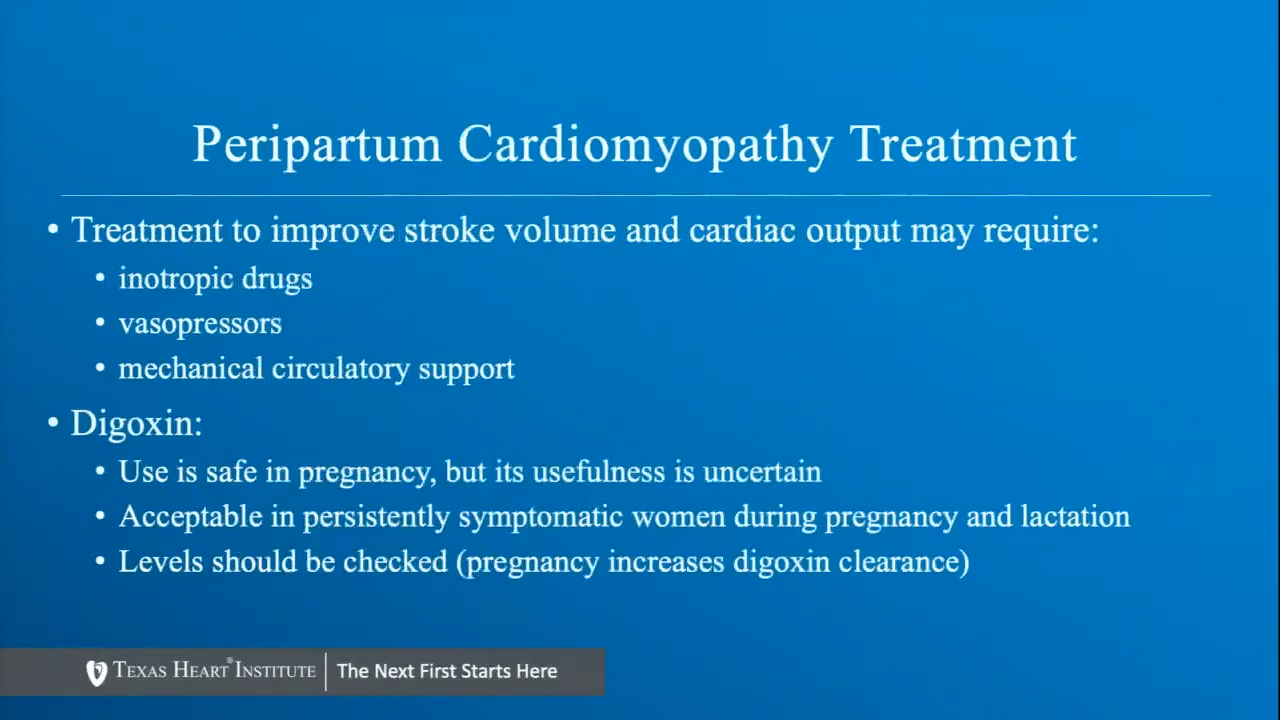 Peripartum Cardiomyopathy Treatment
• Treatment to improve stroke volume and cardiac output may require:
• inotropic drugs
• vasopressors
• mechanical circulatory support
• Digoxin:
• Use is safe in pregnancy, but its usefulness is uncertain
• Acceptable in persistently symptomatic women during pregnancy and lactation
• Levels should be checked (pregnancy increases digoxin clearance)
TEXAS HEART® INSTITUTE | The Next First Starts Here